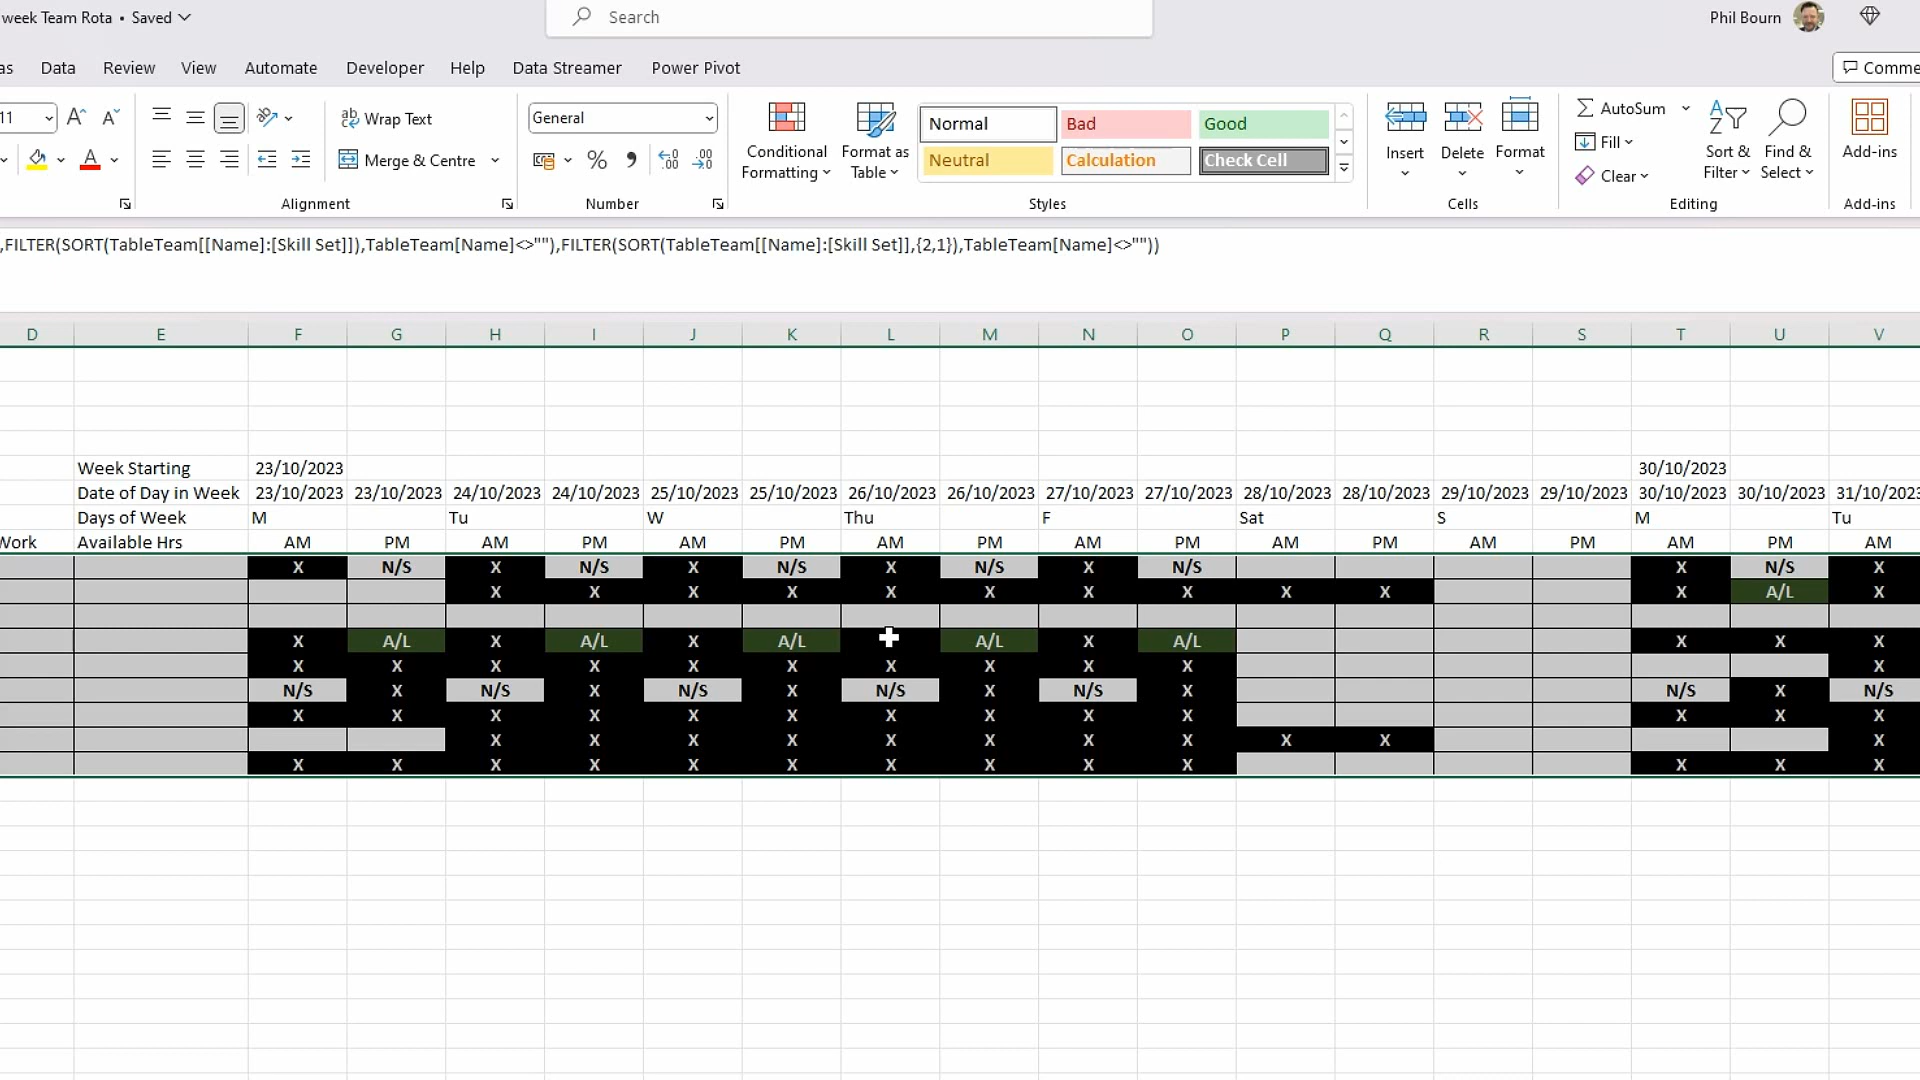 week Team Rota • Saved
Search
Phil Bourn
as Data Review View Automate Developer Help Data Streamer Power Pivot
Comme
11
Wrap Text
General
Merge & Centre
Conditional Formatting
Format as Table
Normal Bad Good
Neutral Calculation Check Cell
Insert Delete Format
AutoSum
Fill
Clear
Sort & Filter
Find & Select
Add-ins
Alignment Number Styles Cells Editing Add-ins
,FILTER(SORT(TableTeam[[Name]:[Skill Set]]),TableTeam[Name]<>""),FILTER(SORT(TableTeam[[Name]:[Skill Set]],{2,1}),TableTeam[Name]<>""))
D E F G H I J K L M N O P Q R S T U V
Week Starting 23/10/2023 30/10/2023
Date of Day in Week 23/10/2023 23/10/2023 24/10/2023 24/10/2023 25/10/2023 25/10/2023 26/10/2023 26/10/2023 27/10/2023 27/10/2023 28/10/2023 28/10/2023 29/10/2023 29/10/2023 30/10/2023 30/10/2023 31/10/2023
Days of Week M Tu W Thu F Sat S M Tu
Work Available Hrs AM PM AM PM AM PM AM PM AM PM AM PM AM PM AM PM AM
X N/S X N/S X N/S X N/S X N/S X N/S X
X X X X X X X X X X X A/L X
X A/L X A/L X A/L A/L X A/L X X X
X X X X X X X X X X X
N/S X N/S X N/S X N/S X N/S X N/S X N/S
X X X X X X X X X X X X X
X X X X X X X X X X X
X X X X X X X X X X X X X